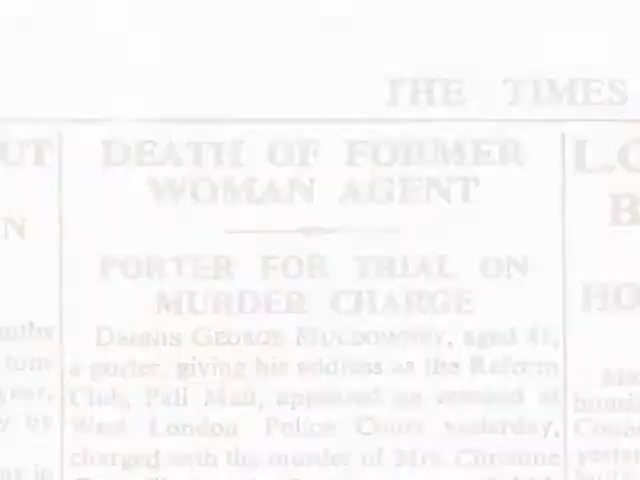 THE TIMES
UT
N
DEATH OF FORMER
WOMAN AGENT
PORTER FOR TRIAL ON
MURDER CHARGE
DENNIS GEORGE MULDOWNEY, aged 41,
a porter, giving his address as the Reform
Club, Pall Mall, appeared on remand at
West London Police Court yesterday,
charged with the murder of Mrs. Christine
L.C
B
HO